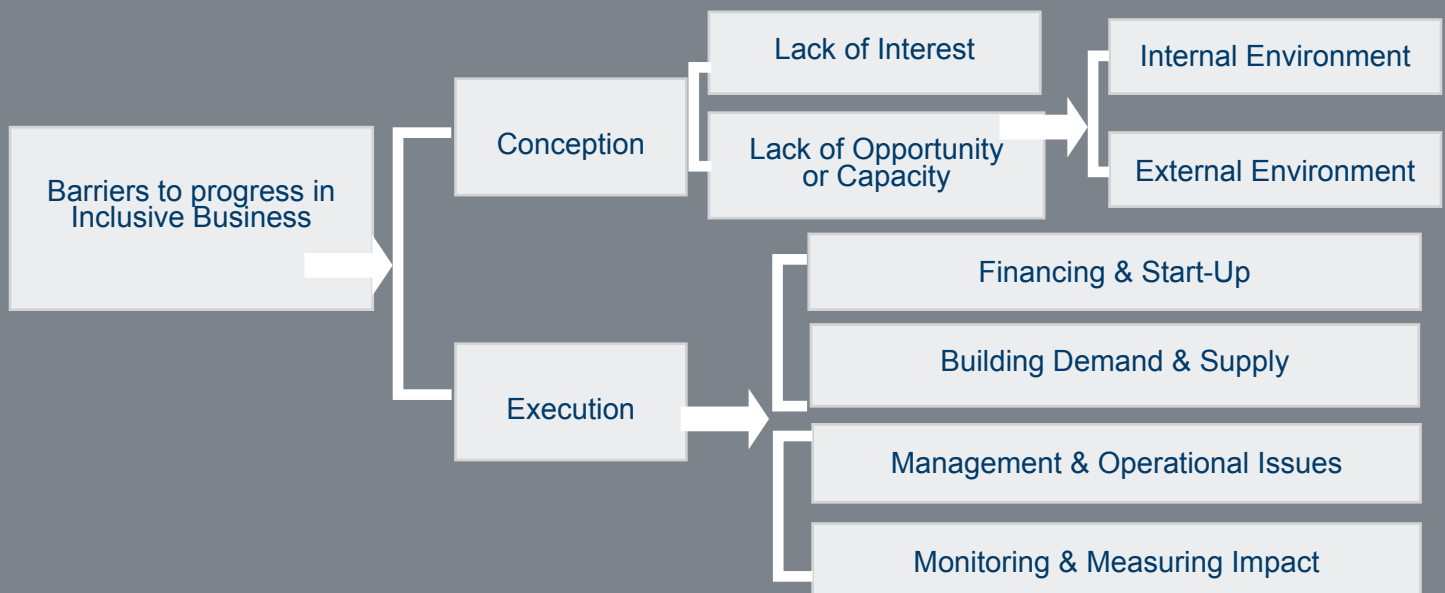 Barriers to progress in
Inclusive Business
Conception
Lack of Interest
Lack of Opportunity
or Capacity
Internal Environment
External Environment
Execution
Financing & Start-Up
Building Demand & Supply
Management & Operational Issues
Monitoring & Measuring Impact